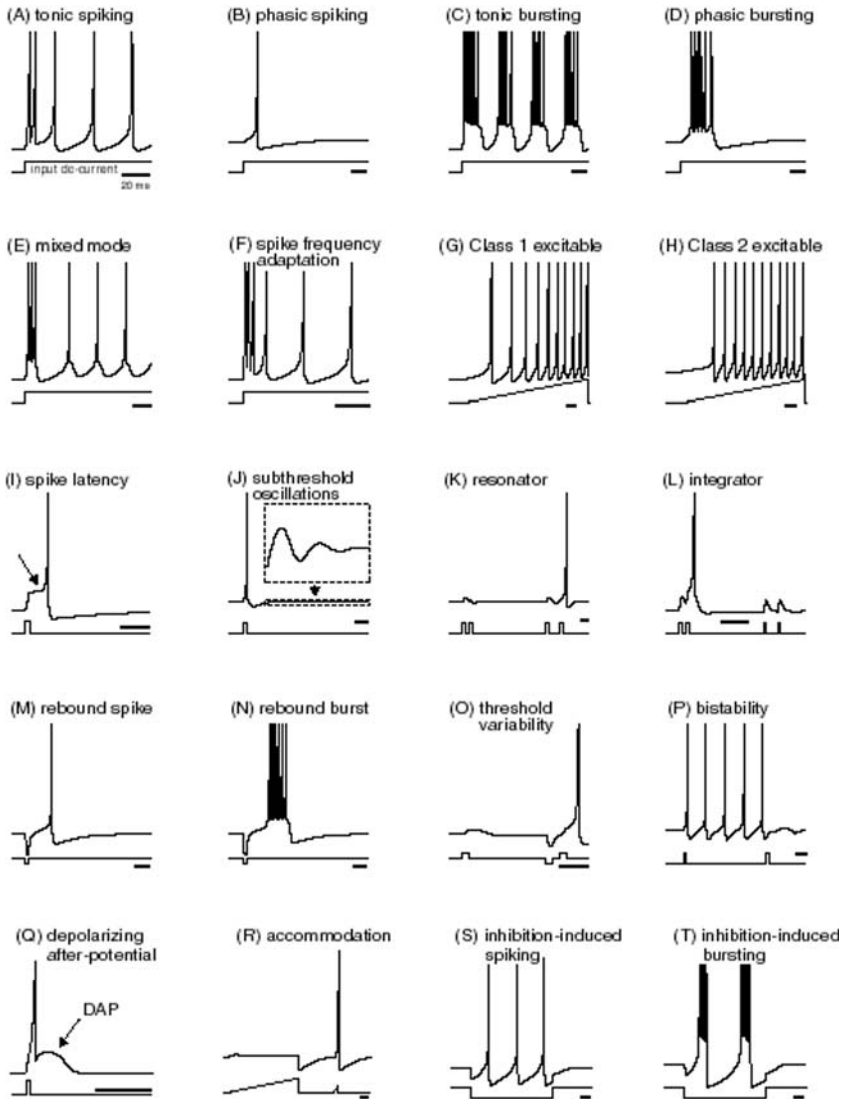 (A) tonic spiking
(B) phasic spiking
(C) tonic bursting
(D) phasic bursting
input dc-current
20 ms
(E) mixed mode
(F) spike frequency
adaptation
(G) Class 1 excitable
(H) Class 2 excitable
(I) spike latency
(J) subthreshold
oscillations
(K) resonator
(L) integrator
(M) rebound spike
(N) rebound burst
(O) threshold
variability
(P) bistability
(Q) depolarizing
after-potential
DAP
(R) accommodation
(S) inhibition-induced
spiking
(T) inhibition-induced
bursting